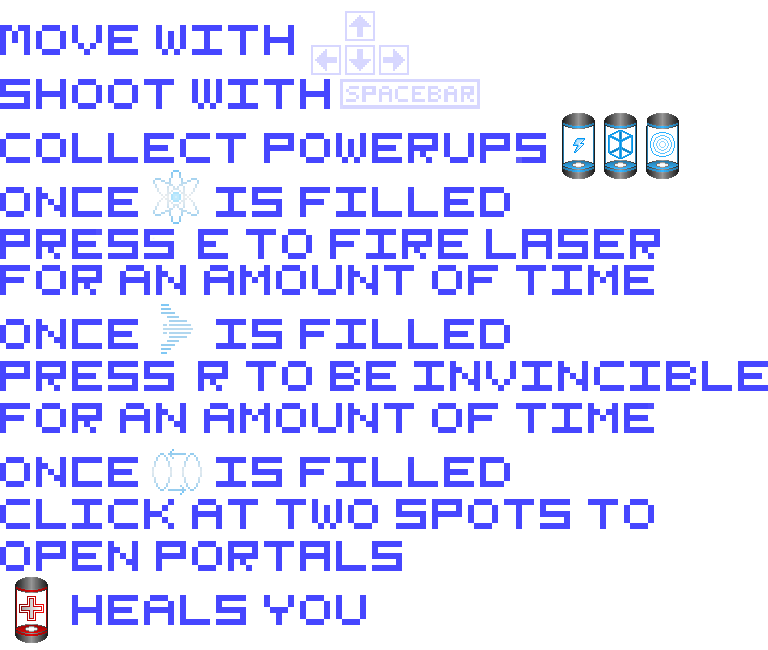 MOVE WITH
SHOOT WITH SPACEBAR
COLLECT POWERUPS
ONCE IS FILLED
PRESS E TO FIRE LASER
FOR AN AMOUNT OF TIME
ONCE IS FILLED
PRESS R TO BE INVINCIBLE
FOR AN AMOUNT OF TIME
ONCE IS FILLED
CLICK AT TWO SPOTS TO
OPEN PORTALS
HEALS YOU